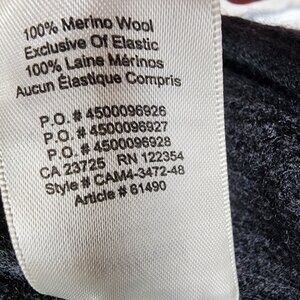 100% Merino Wool
Exclusive Of Elastic
100% Laine Mérinos
Aucun Élastique Compris
P.O. # 4500096926
P.O. # 4500096927
P.O. # 4500096928
CA 23725 RN 122354
Style # CAM4-3472-48
Article # 61490